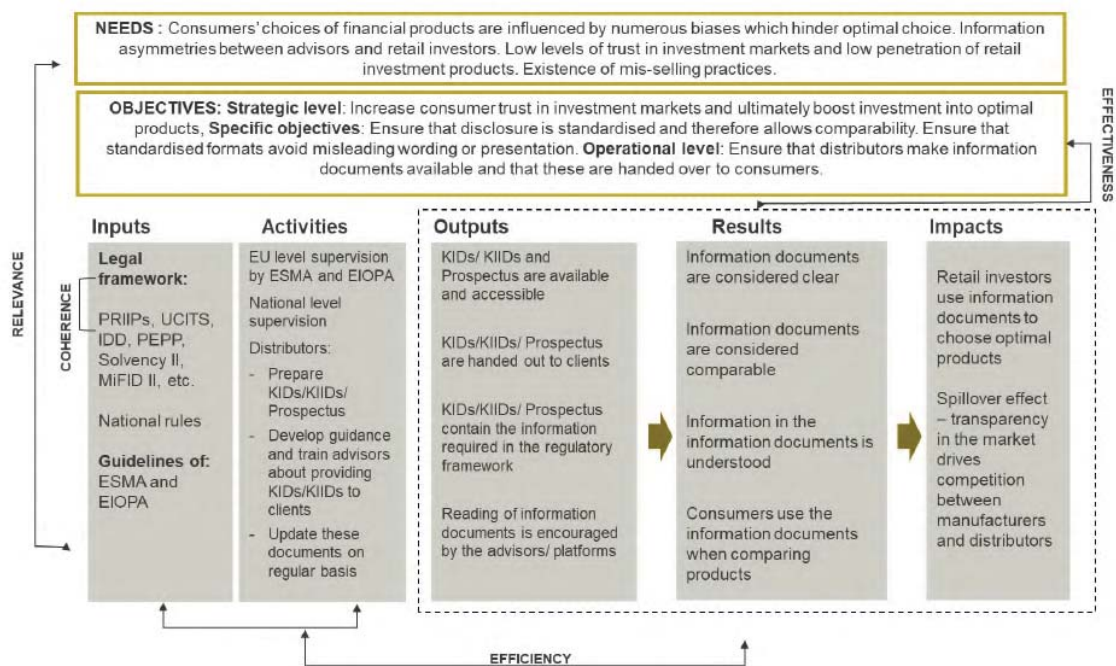 NEEDS : Consumers' choices of financial products are influenced by numerous biases which hinder optimal choice. Information
asymmetries between advisors and retail investors. Low levels of trust in investment markets and low penetration of retail
investment products. Existence of mis-selling practices.
OBJECTIVES: Strategic level: Increase consumer trust in investment markets and ultimately boost investment into optimal
products, Specific objectives: Ensure that disclosure is standardised and therefore allows comparability. Ensure that
standardised formats avoid misleading wording or presentation. Operational level: Ensure that distributors make information
documents available and that these are handed over to consumers.
EFFECTIVENESS
RELEVANCE
COHERENCE
Inputs
Legal
framework:
PRIIPs, UCITS,
IDD, PEPP,
Solvency II,
MiFID II, etc.
National rules
Guidelines of:
ESMA and
EIOPA
Activities
EU level supervision
by ESMA and EIOPA
National level
supervision
Distributors:
- Prepare
KIDs/KIIDs/
Prospectus
- Develop guidance
and train advisors
about providing
KIDs/KIIDs to
clients
- Update these
documents on
regular basis
Outputs
KIDs/ KIIDs and
Prospectus are available
and accessible
KIDs/KIIDs/ Prospectus
are handed out to clients
KIDs/KIIDs/ Prospectus
contain the information
required in the regulatory
framework
Reading of information
documents is encouraged
by the advisors/ platforms
Results
Information documents
are considered clear
Information documents
are considered
comparable
Information in the
information documents is
understood
Consumers use the
information documents
when comparing
products
Impacts
Retail investors
use information
documents to
choose optimal
products
Spillover effect
– transparency
in the market
drives
competition
between
manufacturers
and distributors
EFFICIENCY